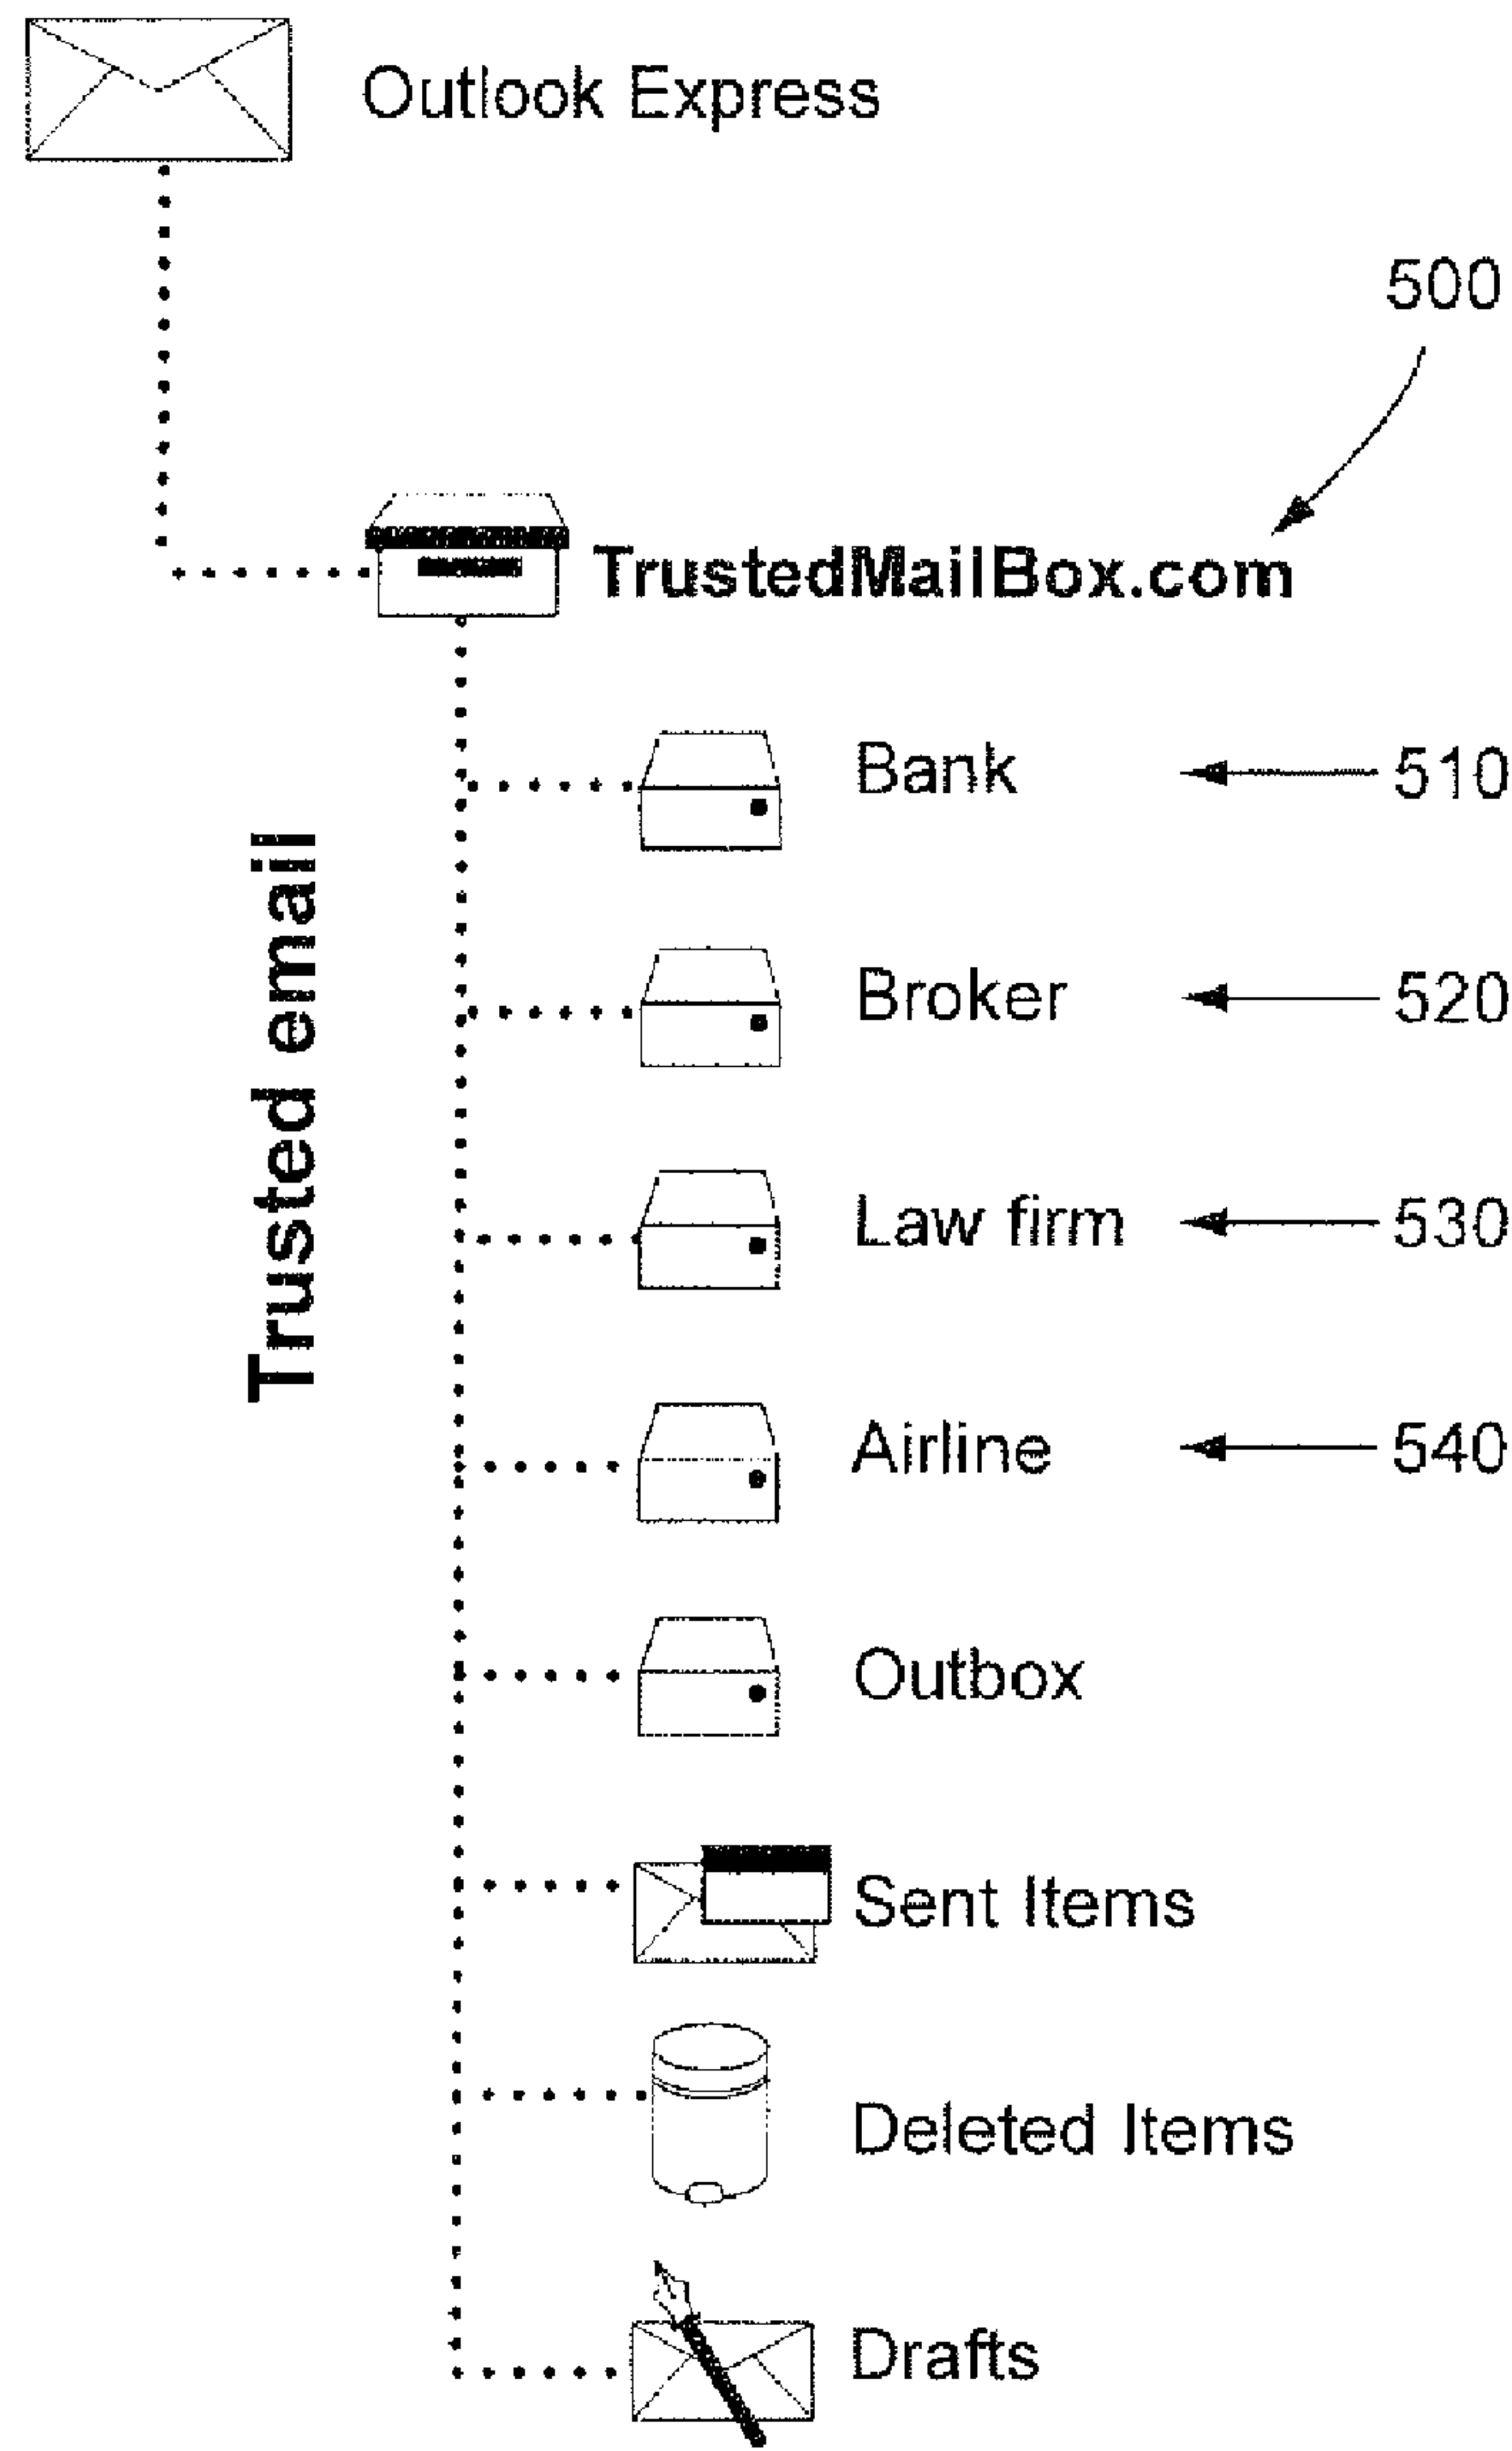 Outlook Express
500
TrustedMailBox.com
Trusted email
Bank 510
Broker 520
Law firm 530
Airline 540
Outbox
Sent Items
Deleted Items
Drafts